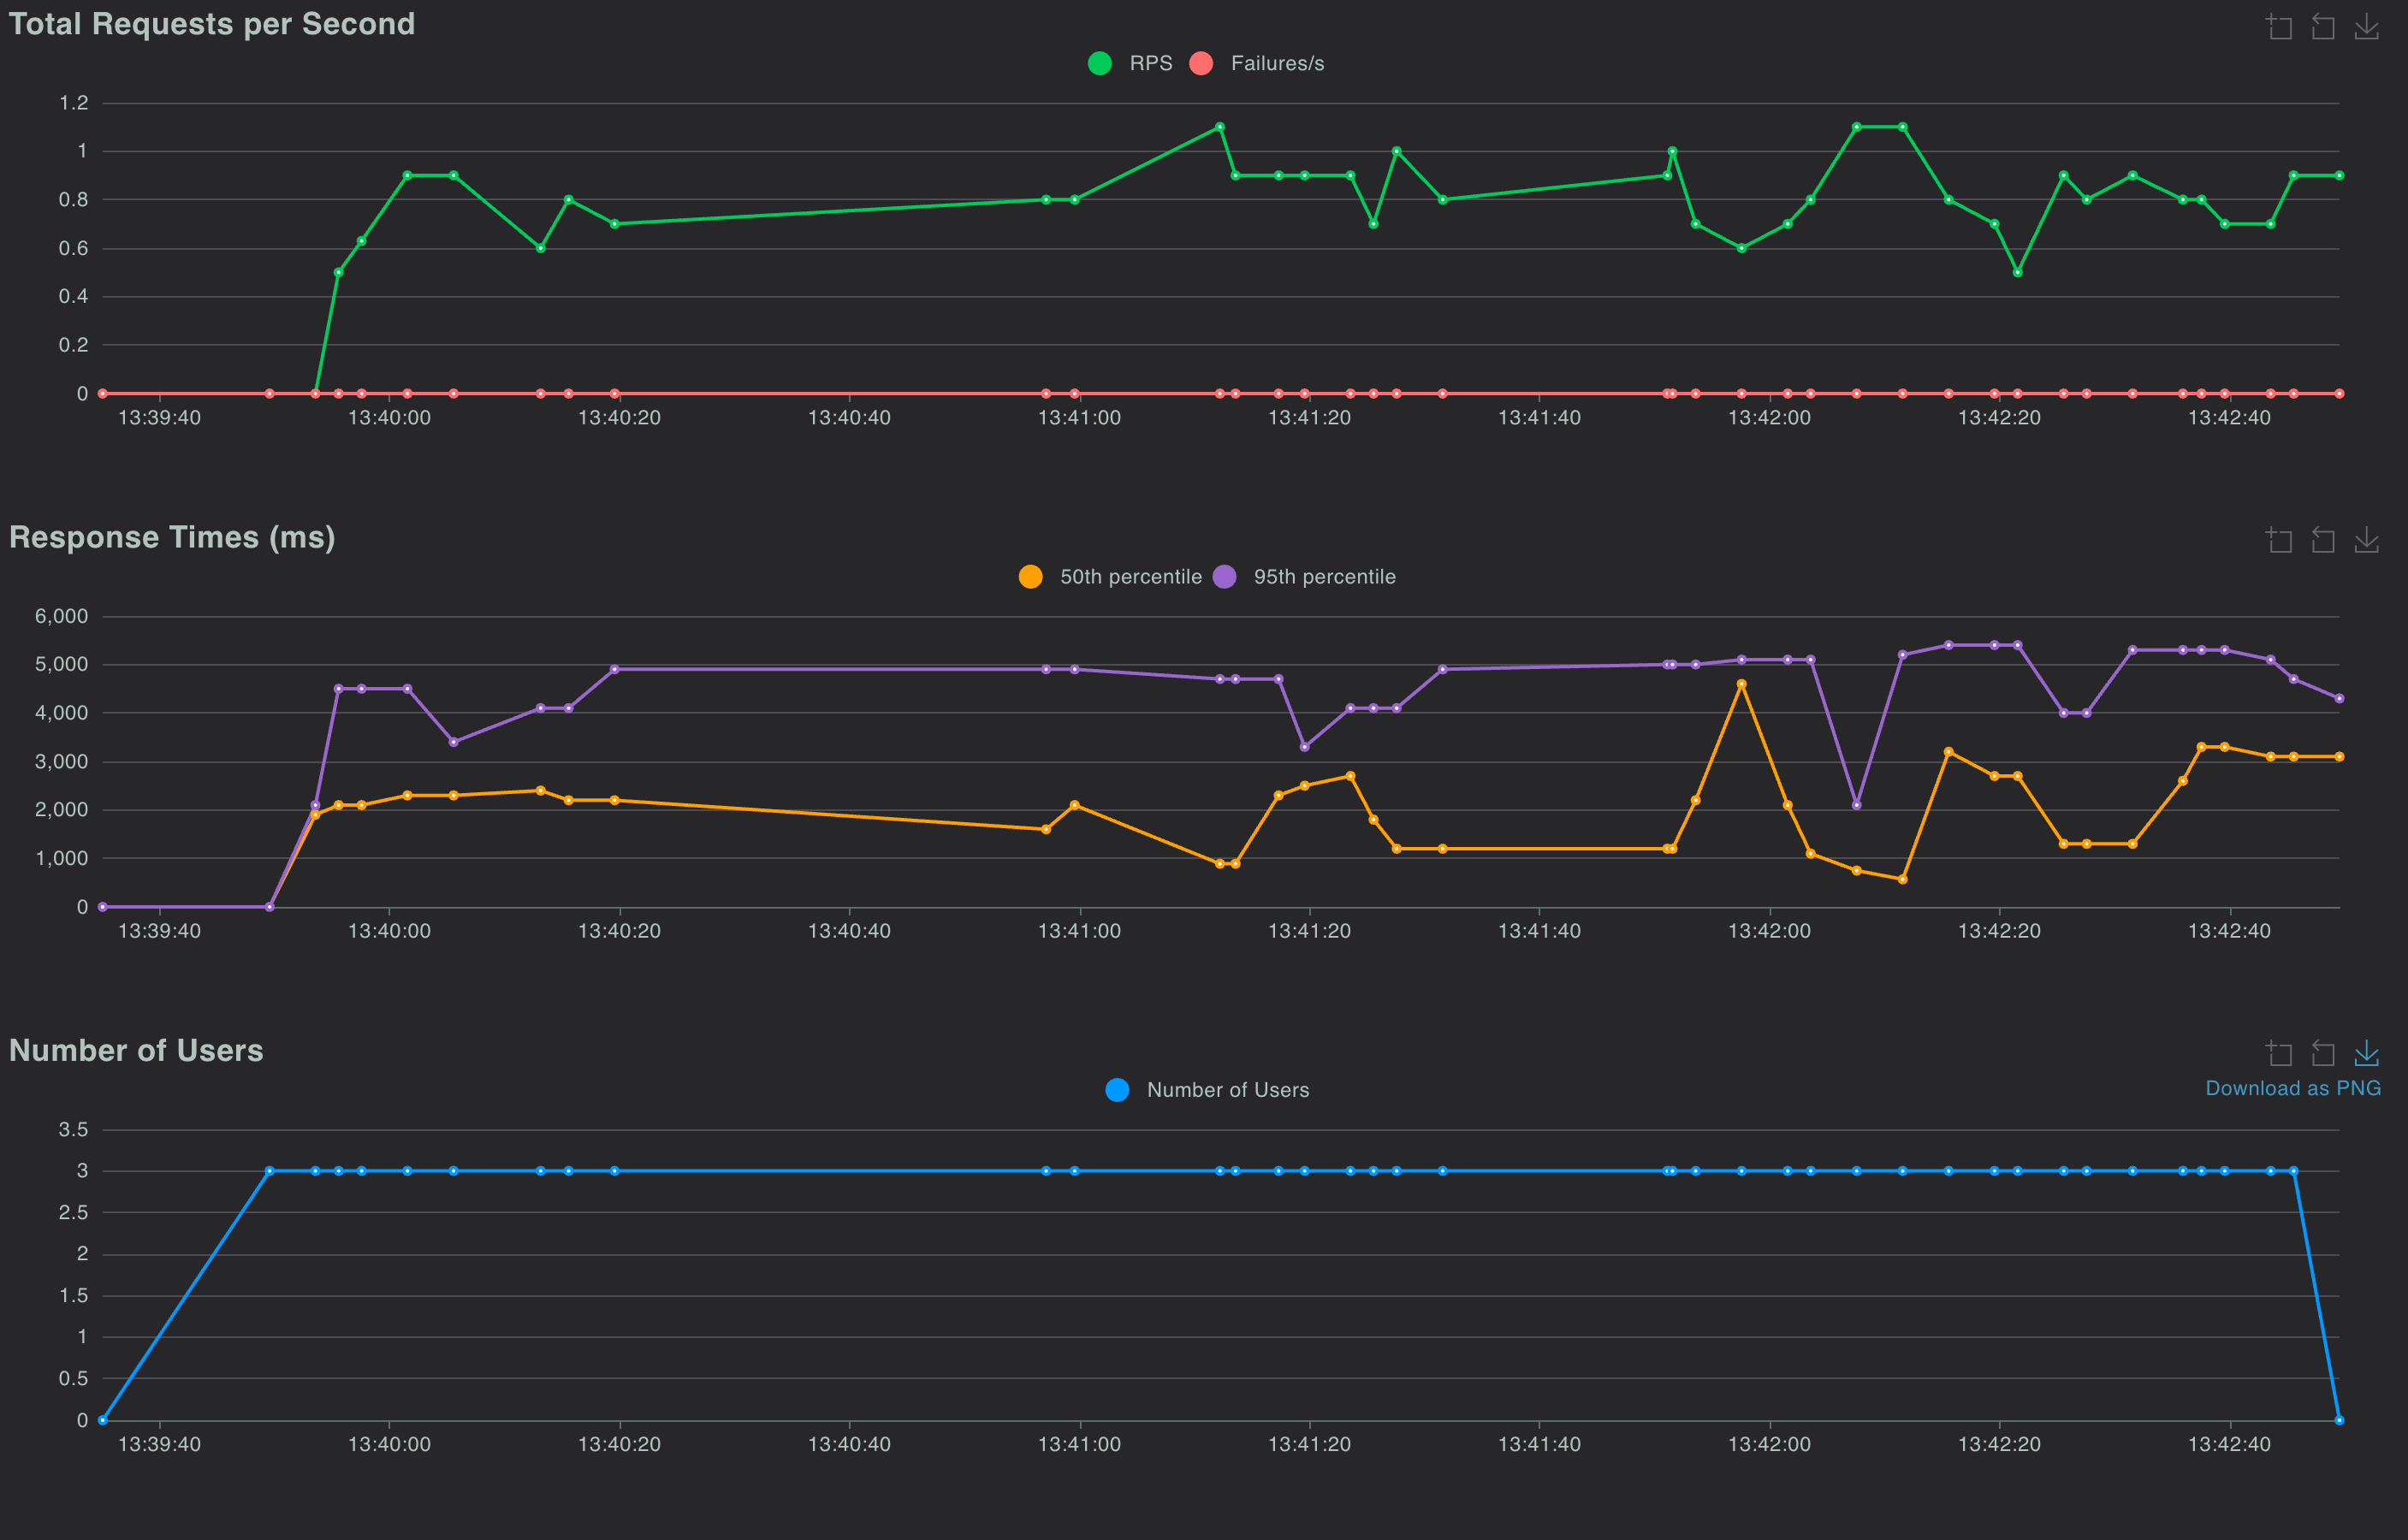 Total Requests per Second
RPS Failures/s
1.2
1
0.8
0.6
0.4
0.2
0
13:39:40 13:40:00 13:40:20 13:40:40 13:41:00 13:41:20 13:41:40 13:42:00 13:42:20 13:42:40
Response Times (ms)
50th percentile 95th percentile
6,000
5,000
4,000
3,000
2,000
1,000
0
13:39:40 13:40:00 13:40:20 13:40:40 13:41:00 13:41:20 13:41:40 13:42:00 13:42:20 13:42:40
Number of Users
Number of Users
Download as PNG
3.5
3
2.5
2
1.5
1
0.5
0
13:39:40 13:40:00 13:40:20 13:40:40 13:41:00 13:41:20 13:41:40 13:42:00 13:42:20 13:42:40